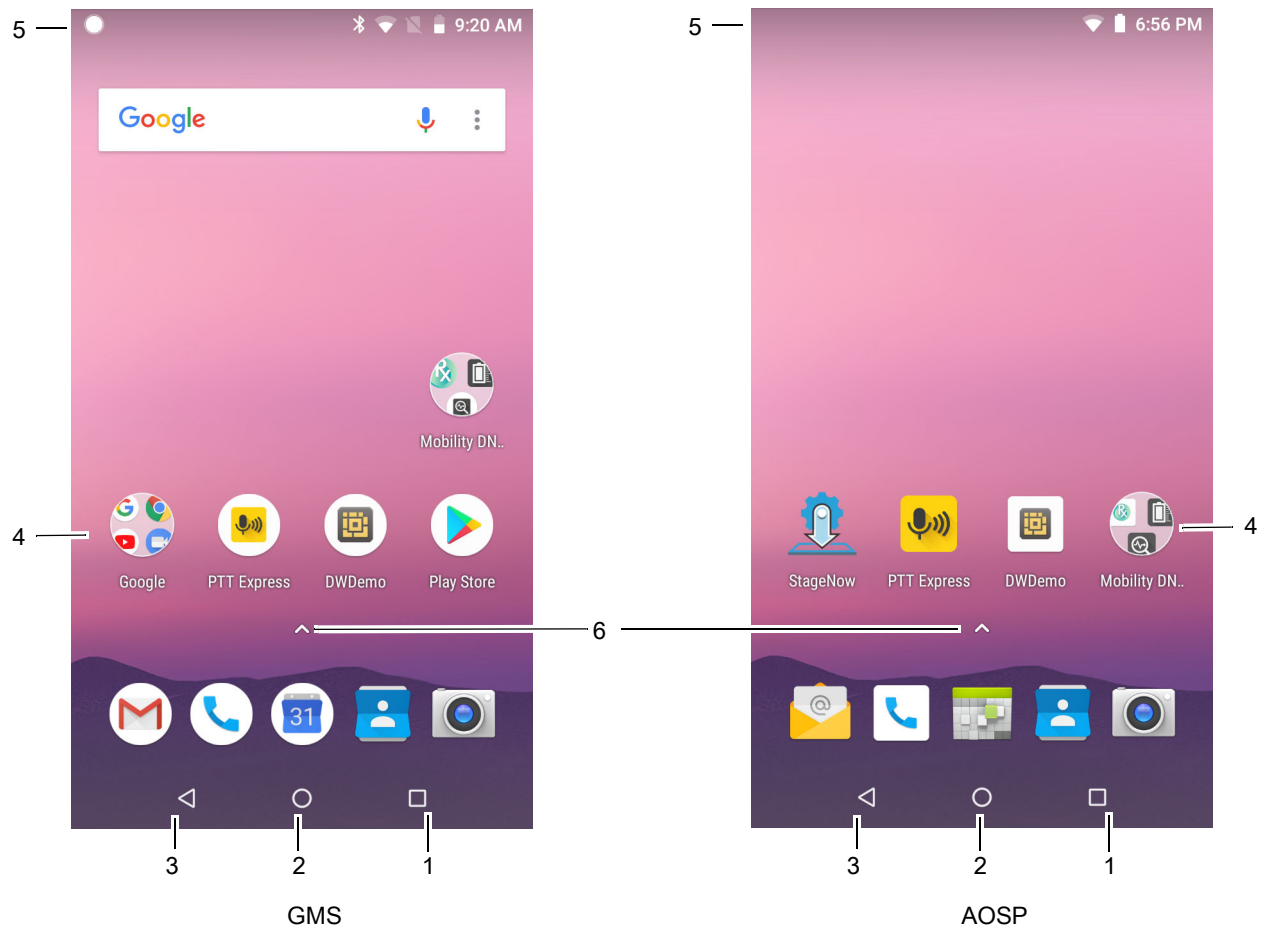 5
9:20 AM
Google
Mobility DN..
4
Google
PTT Express
DWDemo
Play Store
31
3
2
1
GMS
6
5
6:56 PM
4
StageNow
PTT Express
DWDemo
Mobility DN..
@
3
2
1
AOSP